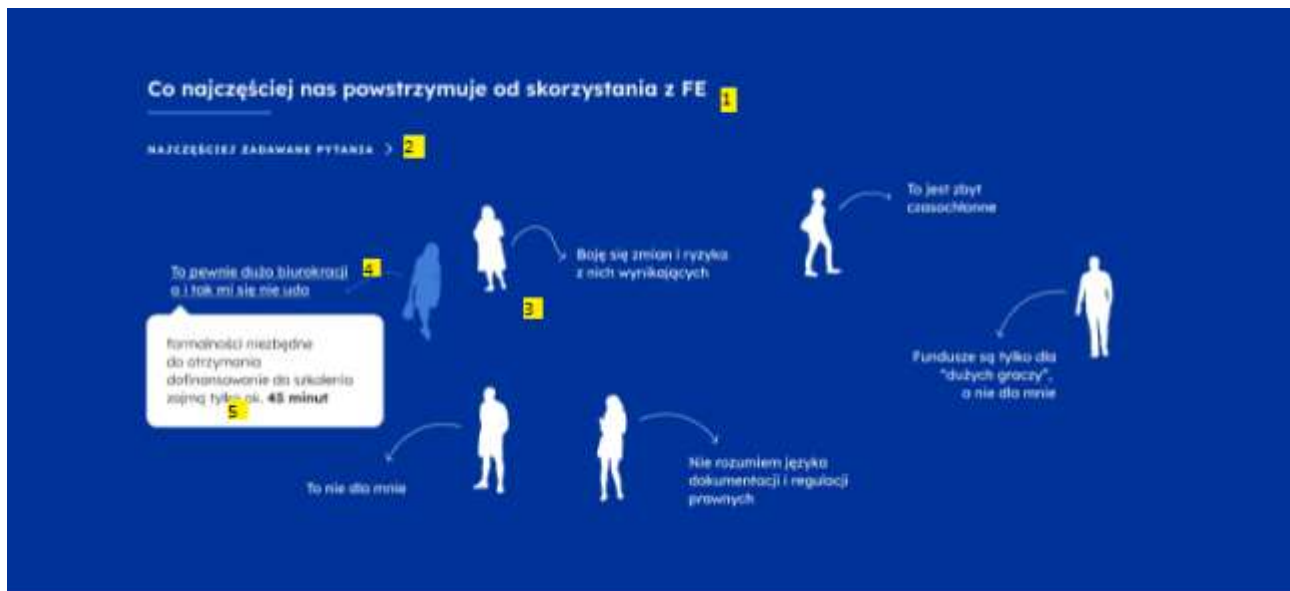 Co najczęściej nas powstrzymuje od skorzystania z FE
1
NAJCZĘŚCIEJ ZADAWANE PYTANIA >
2
To jest zbyt
czasochłonne
Boję się zmian i ryzyka
z nich wynikających
To pewnie dużo biurokracji
a i tak mi się nie uda
4
3
formalności niezbędne
do otrzymania
dofinansowanie do szkolenia
zajmą tylko ok. 45 minut
5
Fundusze są tylko dla
"dużych graczy",
a nie dla mnie
To nie dla mnie
Nie rozumiem języka
dokumentacji i regulacji
prawnych